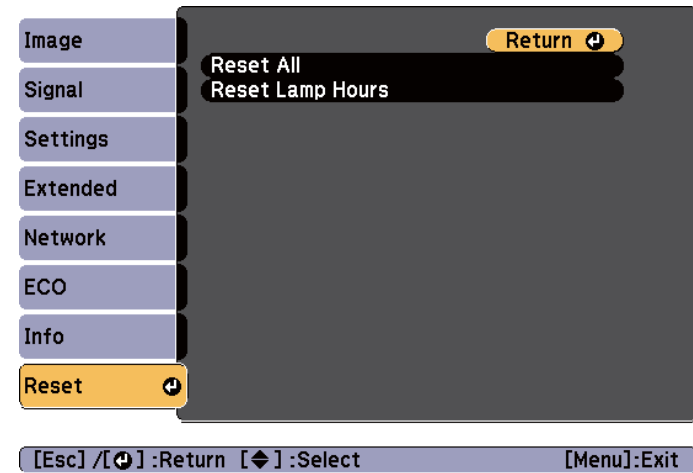 Image
Signal
Settings
Extended
Network
ECO
Info
Reset
Return
Reset All
Reset Lamp Hours
[Esc] /[ ] :Return [ ] :Select [Menu]:Exit